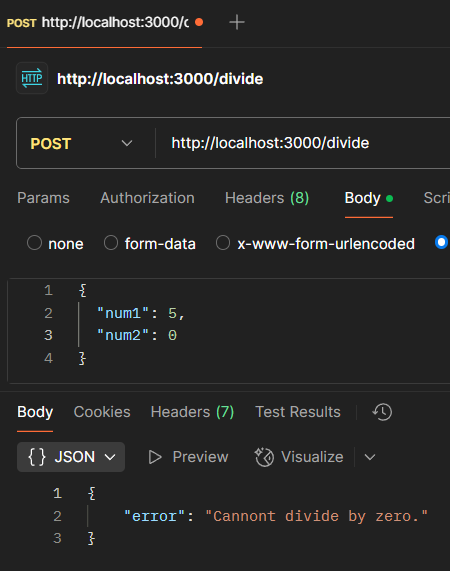 POST http://localhost:3000/d
HTTP http://localhost:3000/divide
POST http://localhost:3000/divide
Params Authorization Headers (8) Body Scri
none form-data x-www-form-urlencoded
1 {
2 "num1": 5,
3 "num2": 0
4 }
Body Cookies Headers (7) Test Results
{} JSON Preview Visualize
1 {
2 "error": "Cannont divide by zero."
3 }